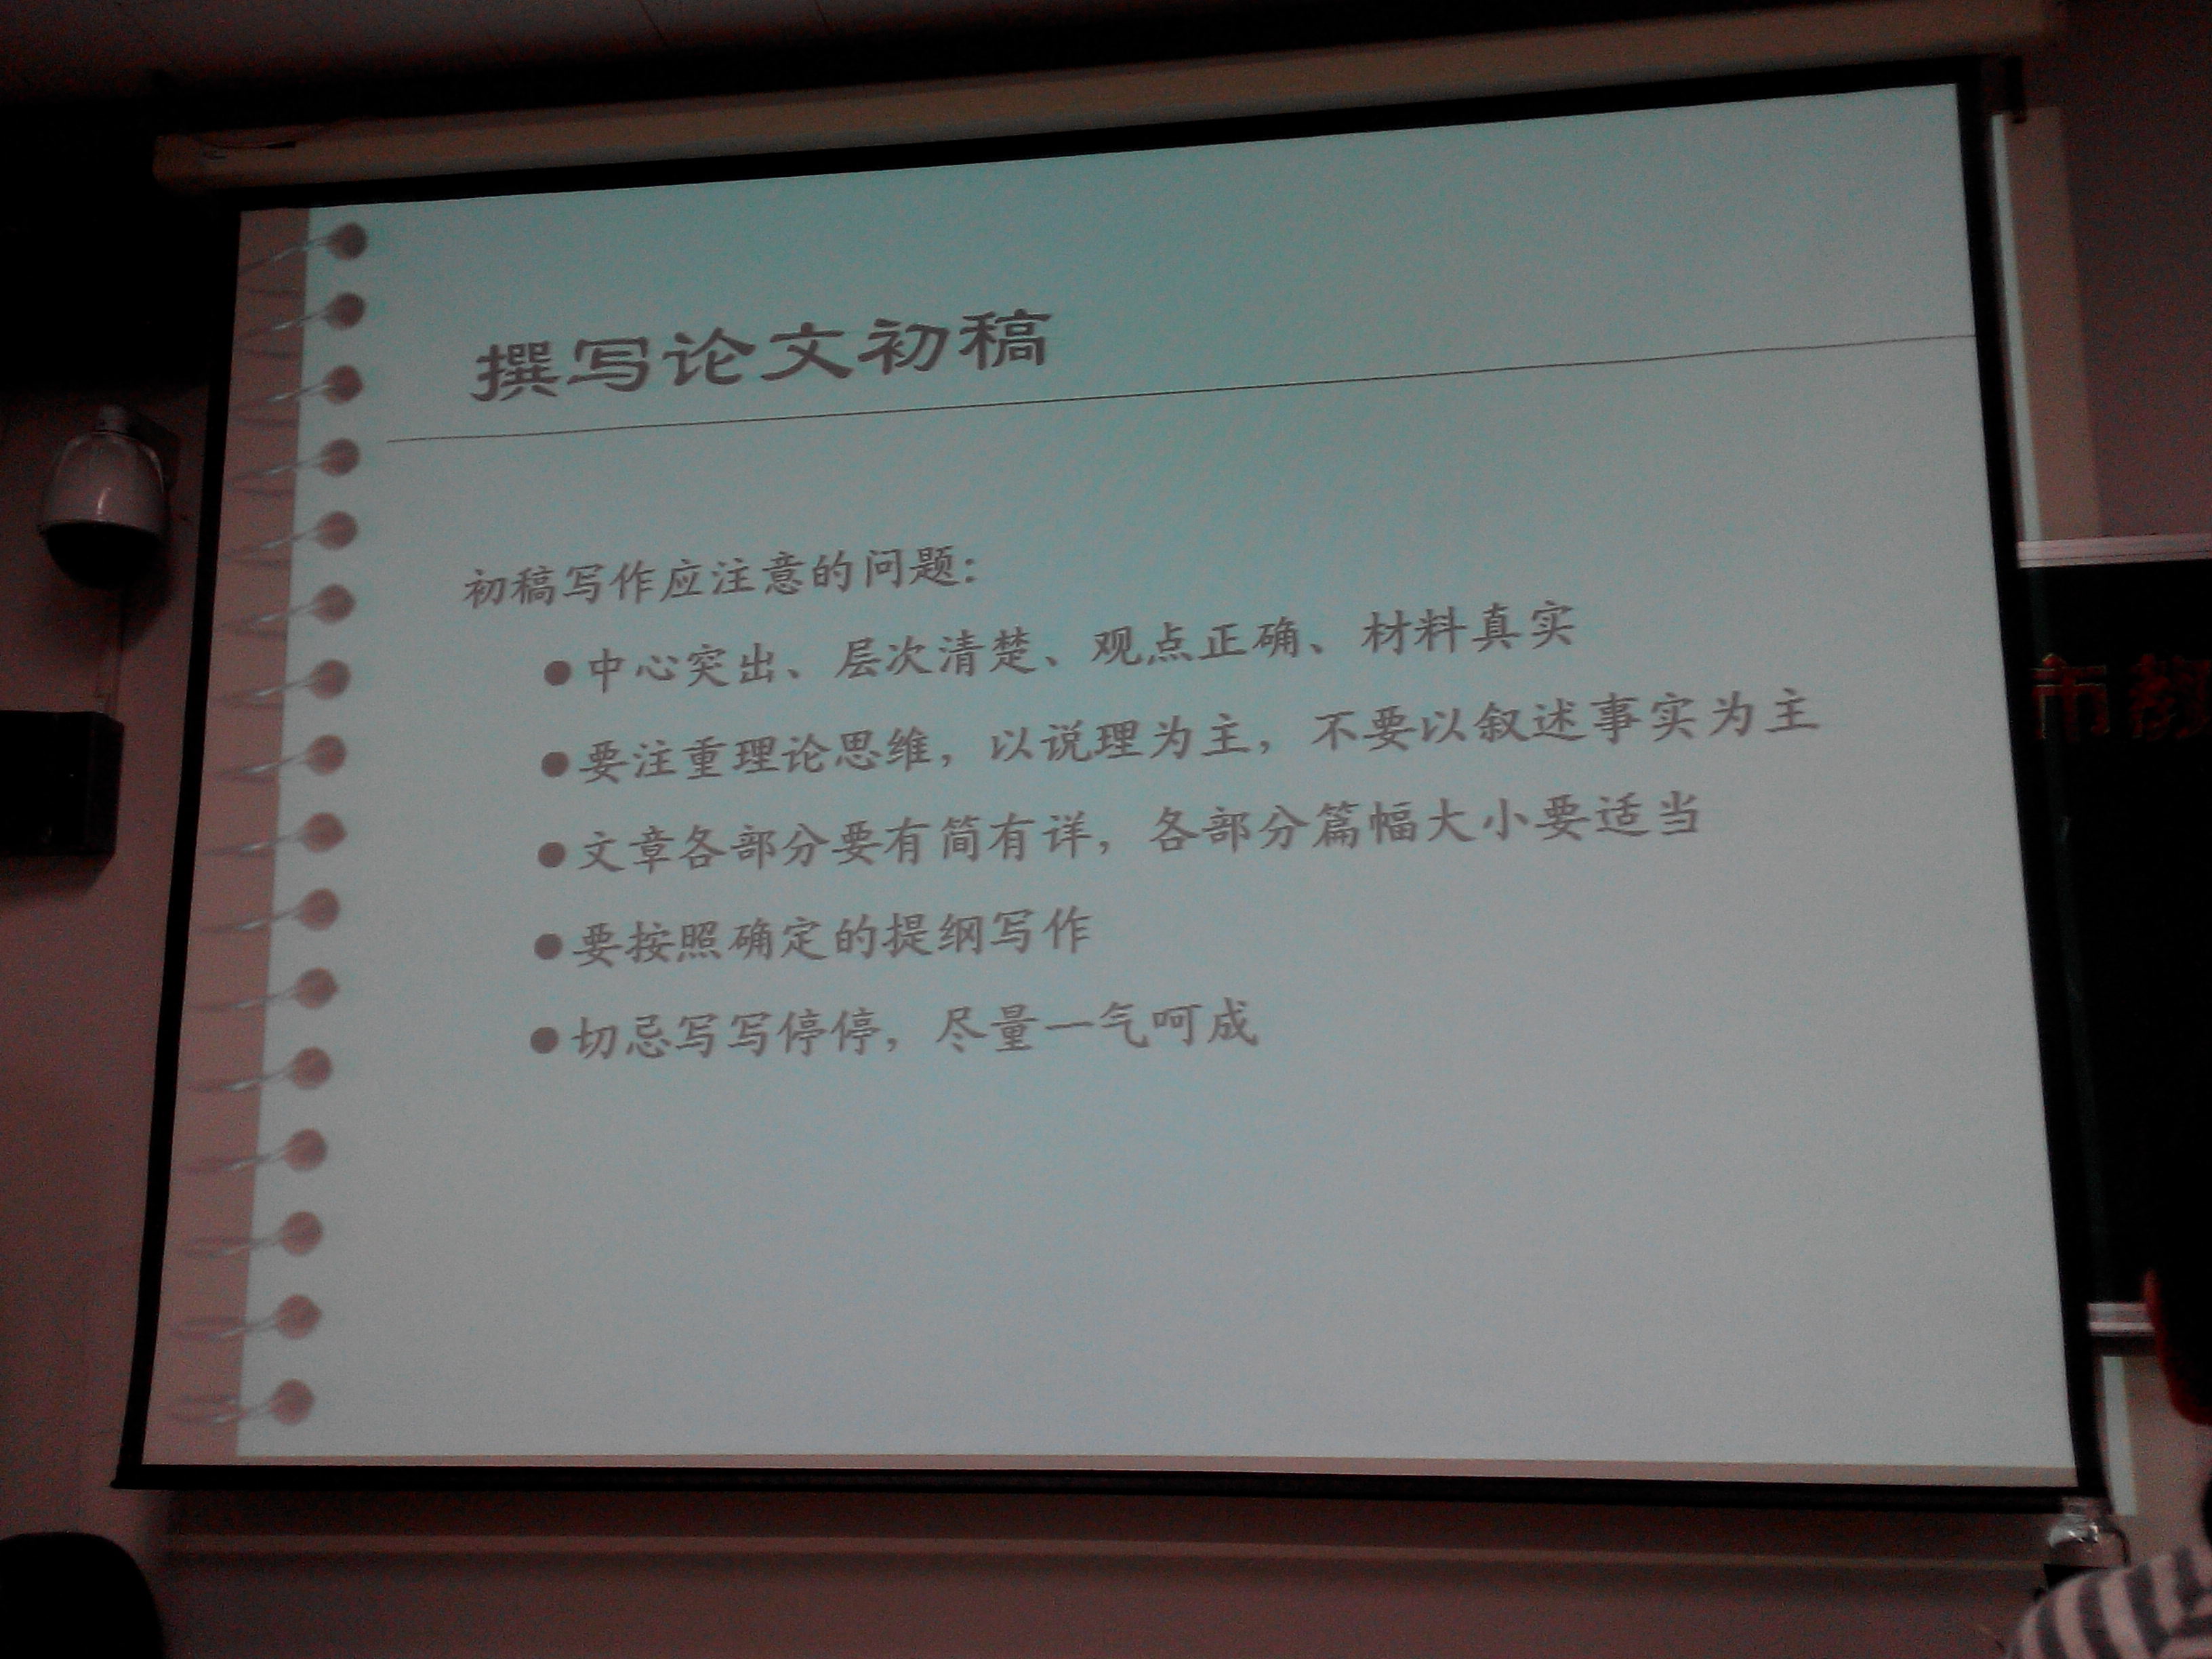 撰写论文初稿
初稿写作应注意的问题：
●中心突出、层次清楚、观点正确、材料真实
●要注重理论思维，以说理为主，不要以叙述事实为主
●文章各部分要有简有详，各部分篇幅大小要适当
●要按照确定的提纲写作
●切忌写写停停，尽量一气呵成
市教